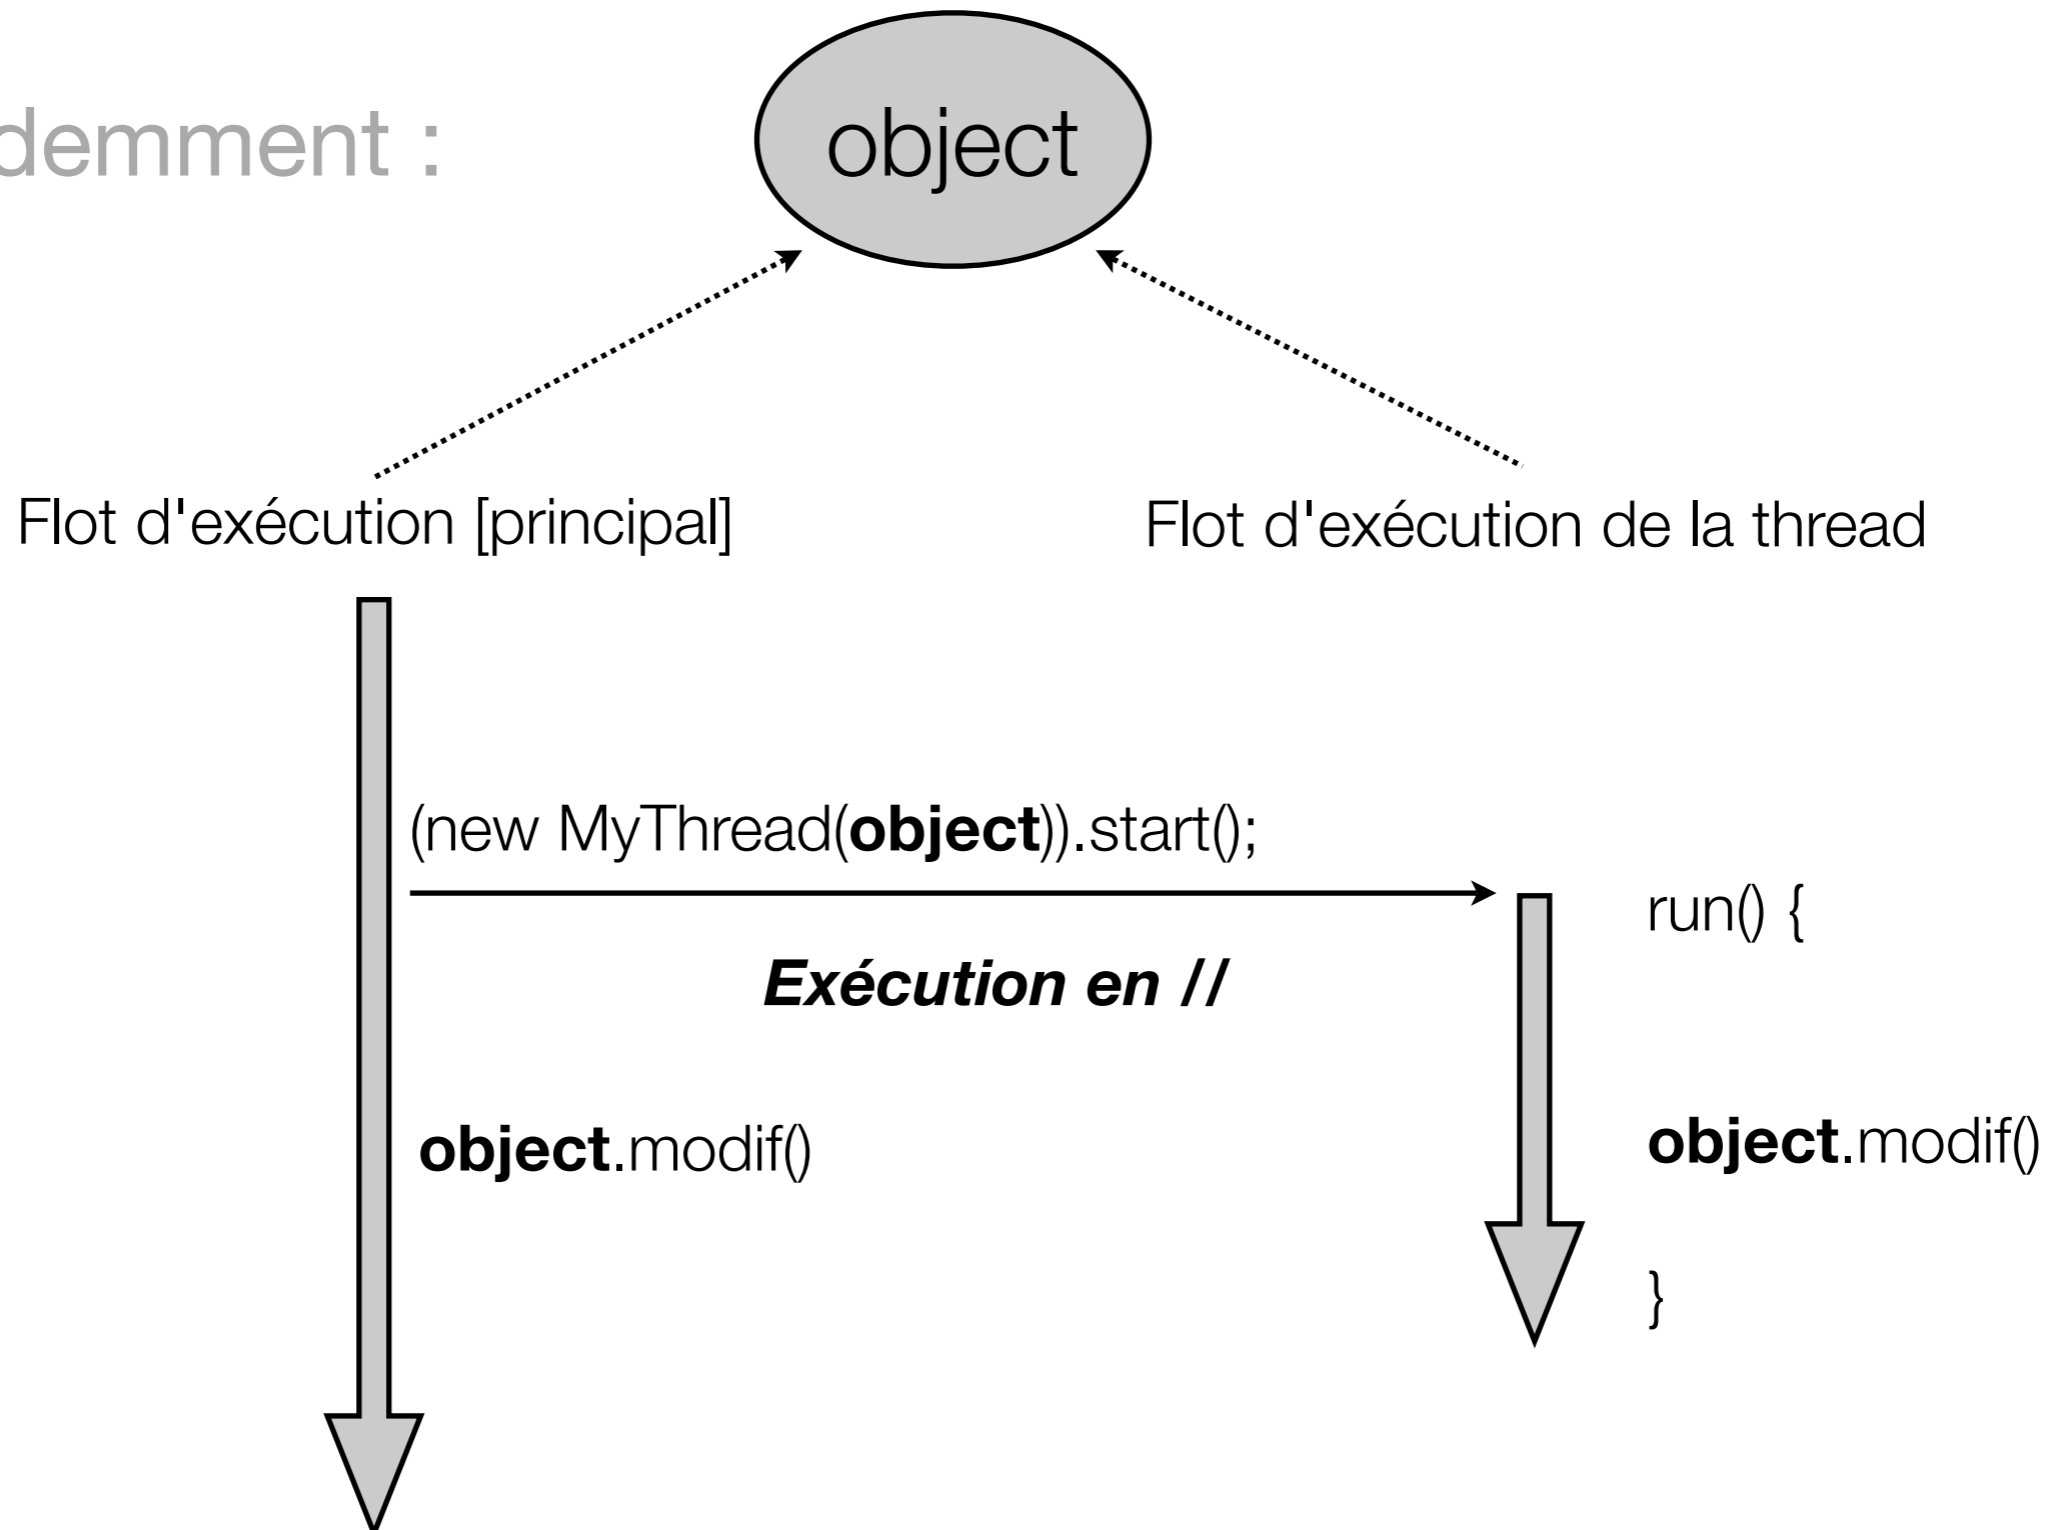 demment :
object
Flot d'exécution [principal]
Flot d'exécution de la thread
(new MyThread(object)).start();
run() {
Exécution en //
object.modif()
object.modif()
}